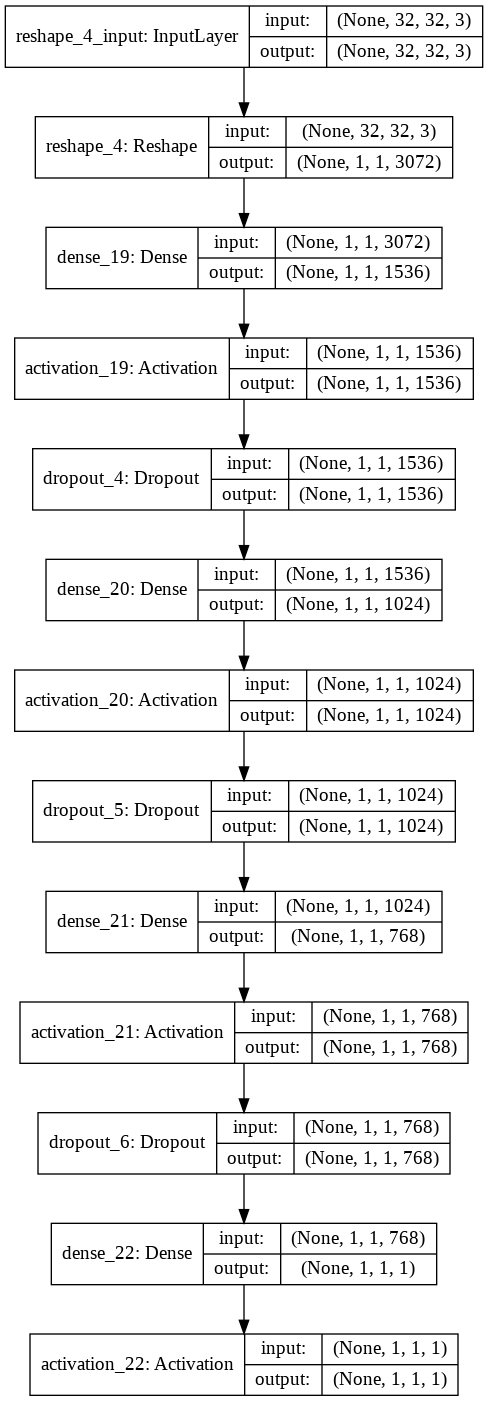 reshape_4_input: InputLayer
input: (None, 32, 32, 3)
output: (None, 32, 32, 3)
reshape_4: Reshape
input: (None, 32, 32, 3)
output: (None, 1, 1, 3072)
dense_19: Dense
input: (None, 1, 1, 3072)
output: (None, 1, 1, 1536)
activation_19: Activation
input: (None, 1, 1, 1536)
output: (None, 1, 1, 1536)
dropout_4: Dropout
input: (None, 1, 1, 1536)
output: (None, 1, 1, 1536)
dense_20: Dense
input: (None, 1, 1, 1536)
output: (None, 1, 1, 1024)
activation_20: Activation
input: (None, 1, 1, 1024)
output: (None, 1, 1, 1024)
dropout_5: Dropout
input: (None, 1, 1, 1024)
output: (None, 1, 1, 1024)
dense_21: Dense
input: (None, 1, 1, 1024)
output: (None, 1, 1, 768)
activation_21: Activation
input: (None, 1, 1, 768)
output: (None, 1, 1, 768)
dropout_6: Dropout
input: (None, 1, 1, 768)
output: (None, 1, 1, 768)
dense_22: Dense
input: (None, 1, 1, 768)
output: (None, 1, 1, 1)
activation_22: Activation
input: (None, 1, 1, 1)
output: (None, 1, 1, 1)